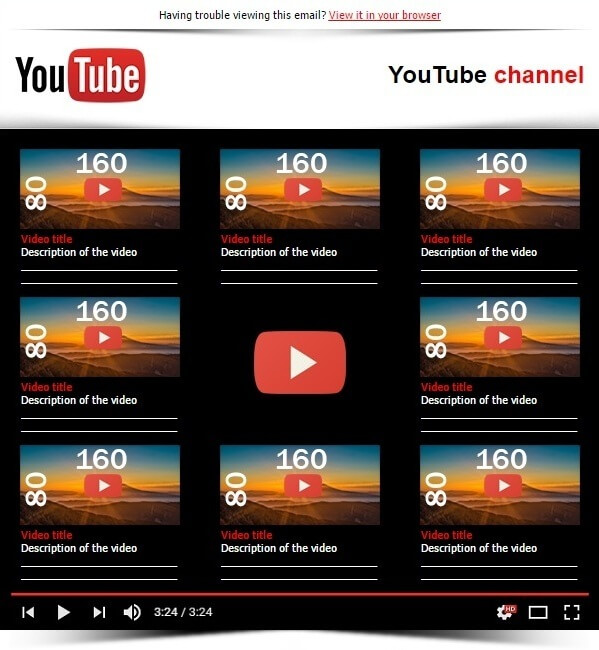 Having trouble viewing this email? View it in your browser
YouTube
YouTube channel
160 160 160
80 80 80
Video title Video title Video title
Description of the video Description of the video Description of the video
160 160
80 80
Video title Video title
Description of the video Description of the video
160 160 160
80 80 80
Video title Video title Video title
Description of the video Description of the video Description of the video
3:24 / 3:24 HD